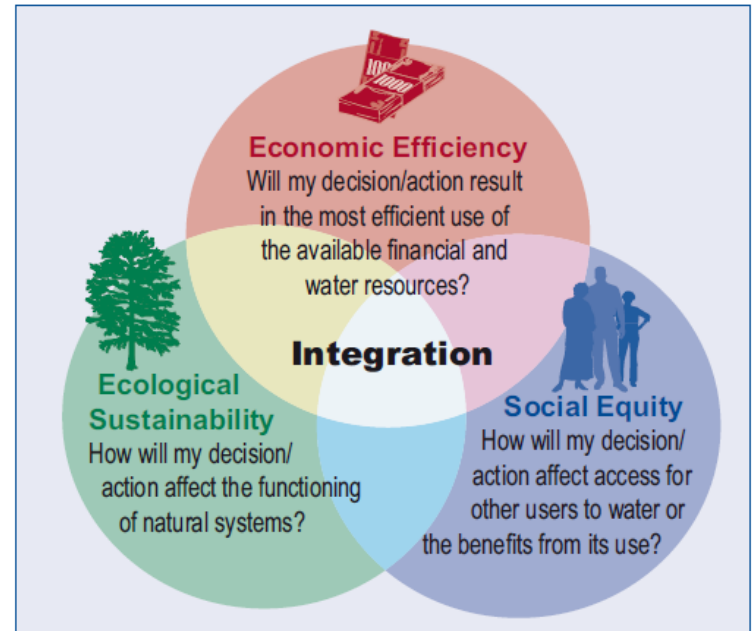 100
1000
Economic Efficiency
Will my decision/action result
in the most efficient use of
the available financial and
water resources?
Integration
Ecological
Sustainability
How will my decision/
action affect the functioning
of natural systems?
Social Equity
How will my decision/
action affect access for
other users to water or
the benefits from its use?